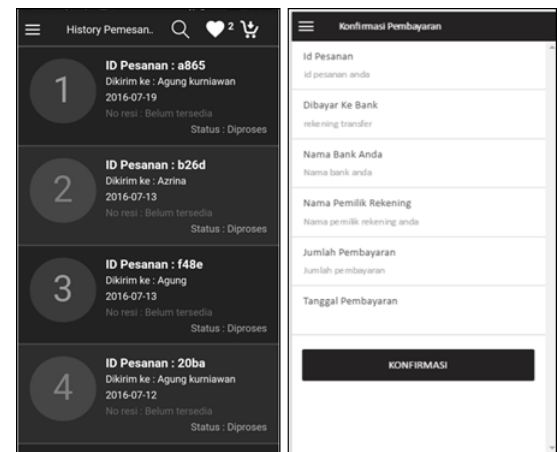 History Pemesan.. 2
1
ID Pesanan : a865
Dikirim ke : Agung kurniawan
2016-07-19
No resi : Belum tersedia
Status : Diproses
2
ID Pesanan : b26d
Dikirim ke : Azrina
2016-07-13
No resi : Belum tersedia
Status : Diproses
3
ID Pesanan : f48e
Dikirim ke : Agung
2016-07-13
No resi : Belum tersedia
Status : Diproses
4
ID Pesanan : 20ba
Dikirim ke : Agung kurniawan
2016-07-12
No resi : Belum tersedia
Status : Diproses
Konfirmasi Pembayaran
Id Pesanan
id pesanan anda
Dibayar Ke Bank
rekening transfer
Nama Bank Anda
Nama bank anda
Nama Pemilik Rekening
Nama pemilik rekening anda
Jumlah Pembayaran
Jumlah pembayaran
Tanggal Pembayaran
KONFIRMASI